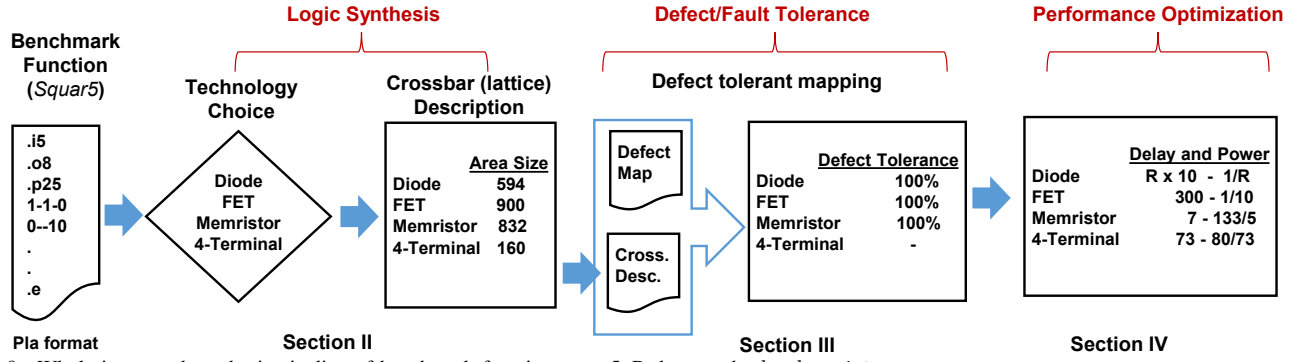 Logic Synthesis
Defect/Fault Tolerance
Performance Optimization
Benchmark
Function
(Squar5)
Technology
Choice
Crossbar (lattice)
Description
Defect tolerant mapping
.i5
.o8
.p25
1-1-0
0--10
.
.
.e
Diode
FET
Memristor
4-Terminal
Area Size
Diode 594
FET 900
Memristor 832
4-Terminal 160
Defect
Map
Cross.
Desc.
Defect Tolerance
Diode 100%
FET 100%
Memristor 100%
4-Terminal -
Delay and Power
Diode R x 10 - 1/R
FET 300 - 1/10
Memristor 7 - 133/5
4-Terminal 73 - 80/73
Pla format
Section II
Section III
Section IV